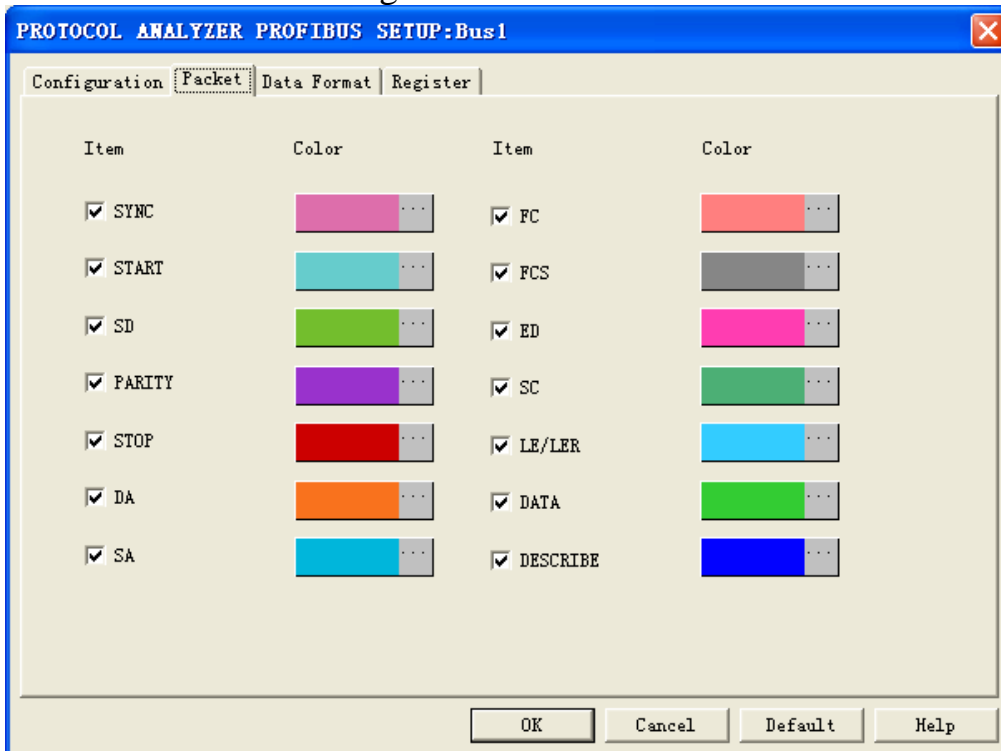 PROTOCOL ANALYZER PROFIBUS SETUP:Bus1
Configuration Packet Data Format Register
Item Color Item Color
SYNC ... FC ...
START ... FCS ...
SD ... ED ...
PARITY ... SC ...
STOP ... LE/LER ...
DA ... DATA ...
SA ... DESCRIBE ...
OK Cancel Default Help